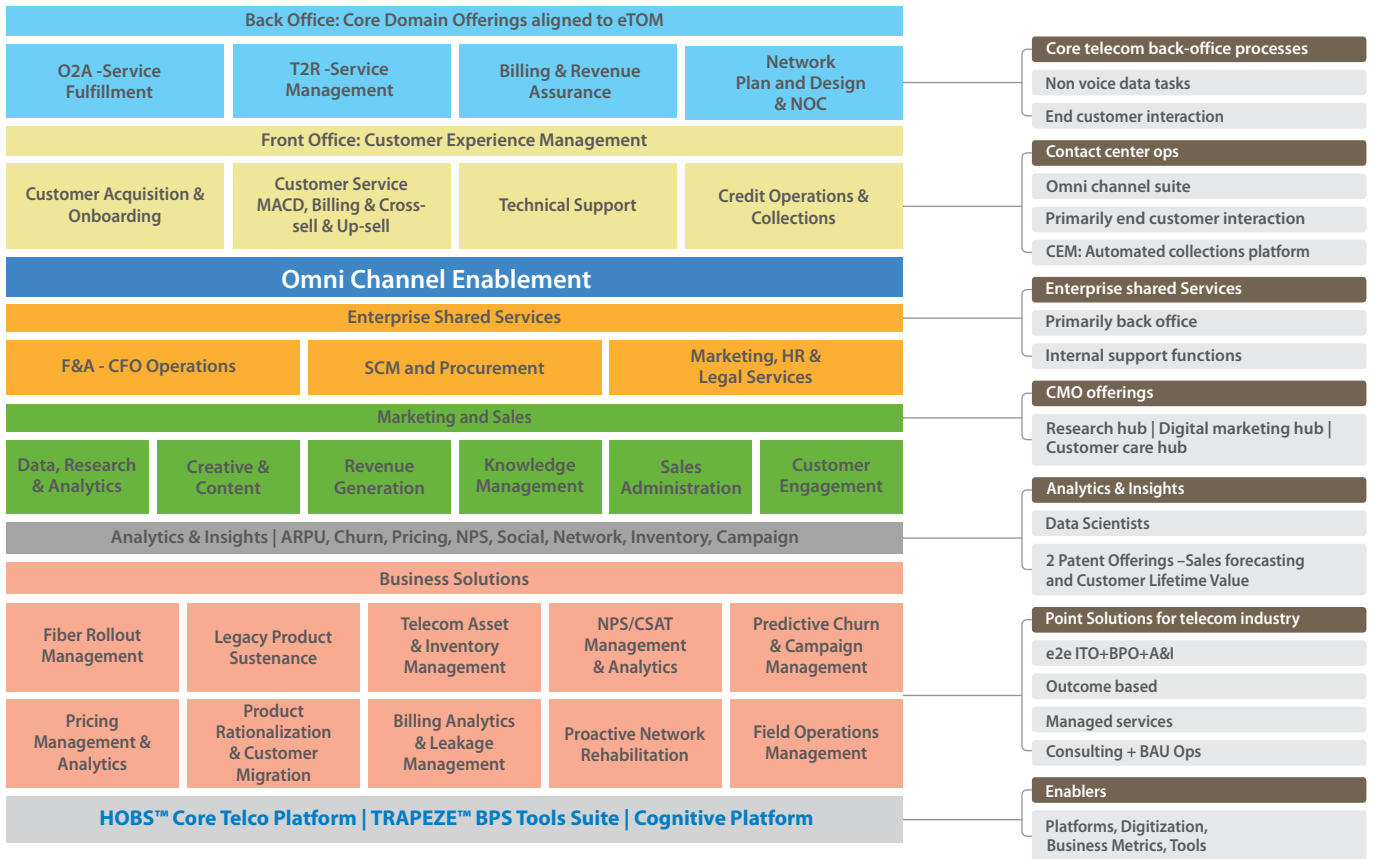 Back Office: Core Domain Offerings aligned to eTOM
O2A -Service
Fulfillment
T2R -Service
Management
Billing & Revenue
Assurance
Network
Plan and Design
& NOC
Front Office: Customer Experience Management
Customer Acquisition &
Onboarding
Customer Service
MACD, Billing & Cross-
sell & Up-sell
Technical Support
Credit Operations &
Collections
Omni Channel Enablement
Enterprise Shared Services
F&A - CFO Operations
SCM and Procurement
Marketing, HR &
Legal Services
Marketing and Sales
Data, Research
& Analytics
Creative &
Content
Revenue
Generation
Knowledge
Management
Sales
Administration
Customer
Engagement
Analytics & Insights | ARPU, Churn, Pricing, NPS, Social, Network, Inventory, Campaign
Business Solutions
Fiber Rollout
Management
Legacy Product
Sustenance
Telecom Asset
& Inventory
Management
NPS/CSAT
Management
& Analytics
Predictive Churn
& Campaign
Management
Pricing
Management &
Analytics
Product
Rationalization
& Customer
Migration
Billing Analytics
& Leakage
Management
Proactive Network
Rehabilitation
Field Operations
Management
HOBS™ Core Telco Platform | TRAPEZE™ BPS Tools Suite | Cognitive Platform
Core telecom back-office processes
Non voice data tasks
End customer interaction
Contact center ops
Omni channel suite
Primarily end customer interaction
CEM: Automated collections platform
Enterprise shared Services
Primarily back office
Internal support functions
CMO offerings
Research hub | Digital marketing hub |
Customer care hub
Analytics & Insights
Data Scientists
2 Patent Offerings –Sales forecasting
and Customer Lifetime Value
Point Solutions for telecom industry
e2e ITO+BPO+A&I
Outcome based
Managed services
Consulting + BAU Ops
Enablers
Platforms, Digitization,
Business Metrics, Tools